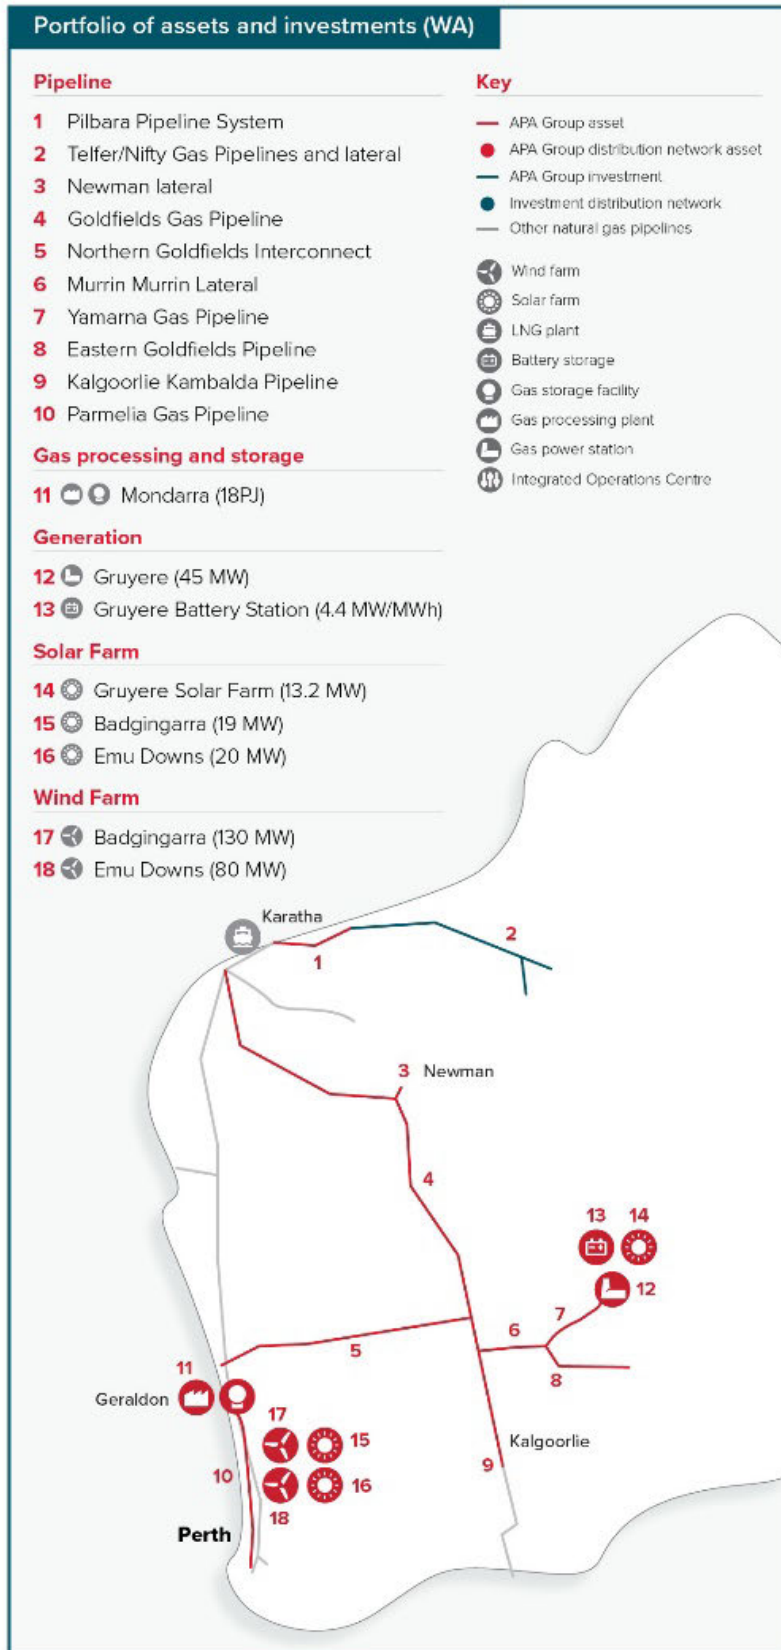 Portfolio of assets and investments (WA)
Pipeline
1 Pilbara Pipeline System
2 Telfer/Nifty Gas Pipelines and lateral
3 Newman lateral
4 Goldfields Gas Pipeline
5 Northern Goldfields Interconnect
6 Murrin Murrin Lateral
7 Yamarna Gas Pipeline
8 Eastern Goldfields Pipeline
9 Kalgoorlie Kambalda Pipeline
10 Parmelia Gas Pipeline
Gas processing and storage
11 Mondarra (18PJ)
Generation
12 Gruyere (45 MW)
13 Gruyere Battery Station (4.4 MW/MWh)
Solar Farm
14 Gruyere Solar Farm (13.2 MW)
15 Badgingarra (19 MW)
16 Emu Downs (20 MW)
Wind Farm
17 Badgingarra (130 MW)
18 Emu Downs (80 MW)
Key
APA Group asset
APA Group distribution network asset
APA Group investment
Investment distribution network
Other natural gas pipelines
Wind farm
Solar farm
LNG plant
Battery storage
Gas storage facility
Gas processing plant
Gas power station
Integrated Operations Centre
Karatha
1
2
3 Newman
4
13 14
12
7
6
5
8
11
Geraldon
17
15
Kalgoorlie
9
10
16
18
Perth